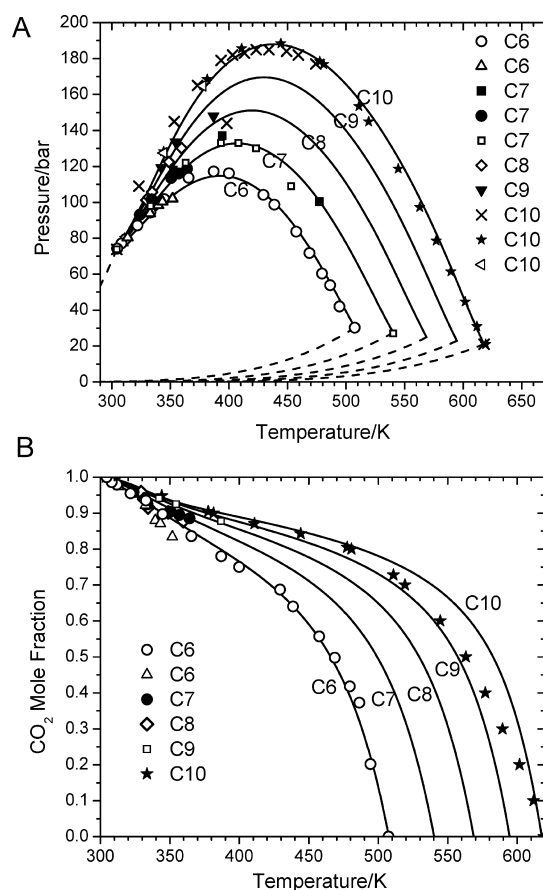 A
200
180
160
140
120
100
80
60
40
20
0
Pressure/bar
300 350 400 450 500 550 600 650
Temperature/K
C6
C7
C8
C9
C10
C6
C6
C7
C7
C7
C8
C9
C10
C10
C10
B
1.0
0.9
0.8
0.7
0.6
0.5
0.4
0.3
0.2
0.1
0.0
CO2 Mole Fraction
300 350 400 450 500 550 600
Temperature/K
C6
C7
C8
C9
C10
C6
C6
C7
C8
C9
C10